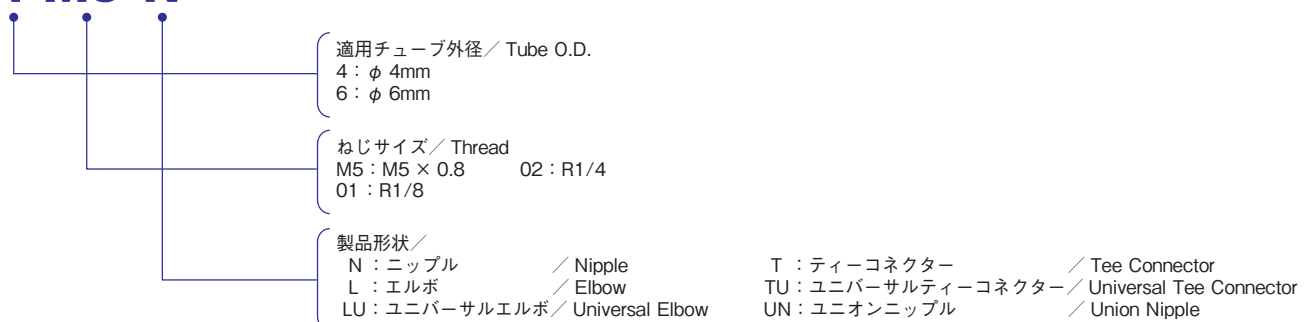 適用チューブ外径／ Tube O.D.
4：φ 4mm
6：φ 6mm
ねじサイズ／ Thread
M5：M5 × 0.8 02：R1/4
01：R1/8
製品形状／
N：ニップル ／ Nipple T：ティーコネクター ／ Tee Connector
L：エルボ ／ Elbow TU：ユニバーサルティーコネクター／ Universal Tee Connector
LU：ユニバーサルエルボ／ Universal Elbow UN：ユニオンニップル ／ Union Nipple